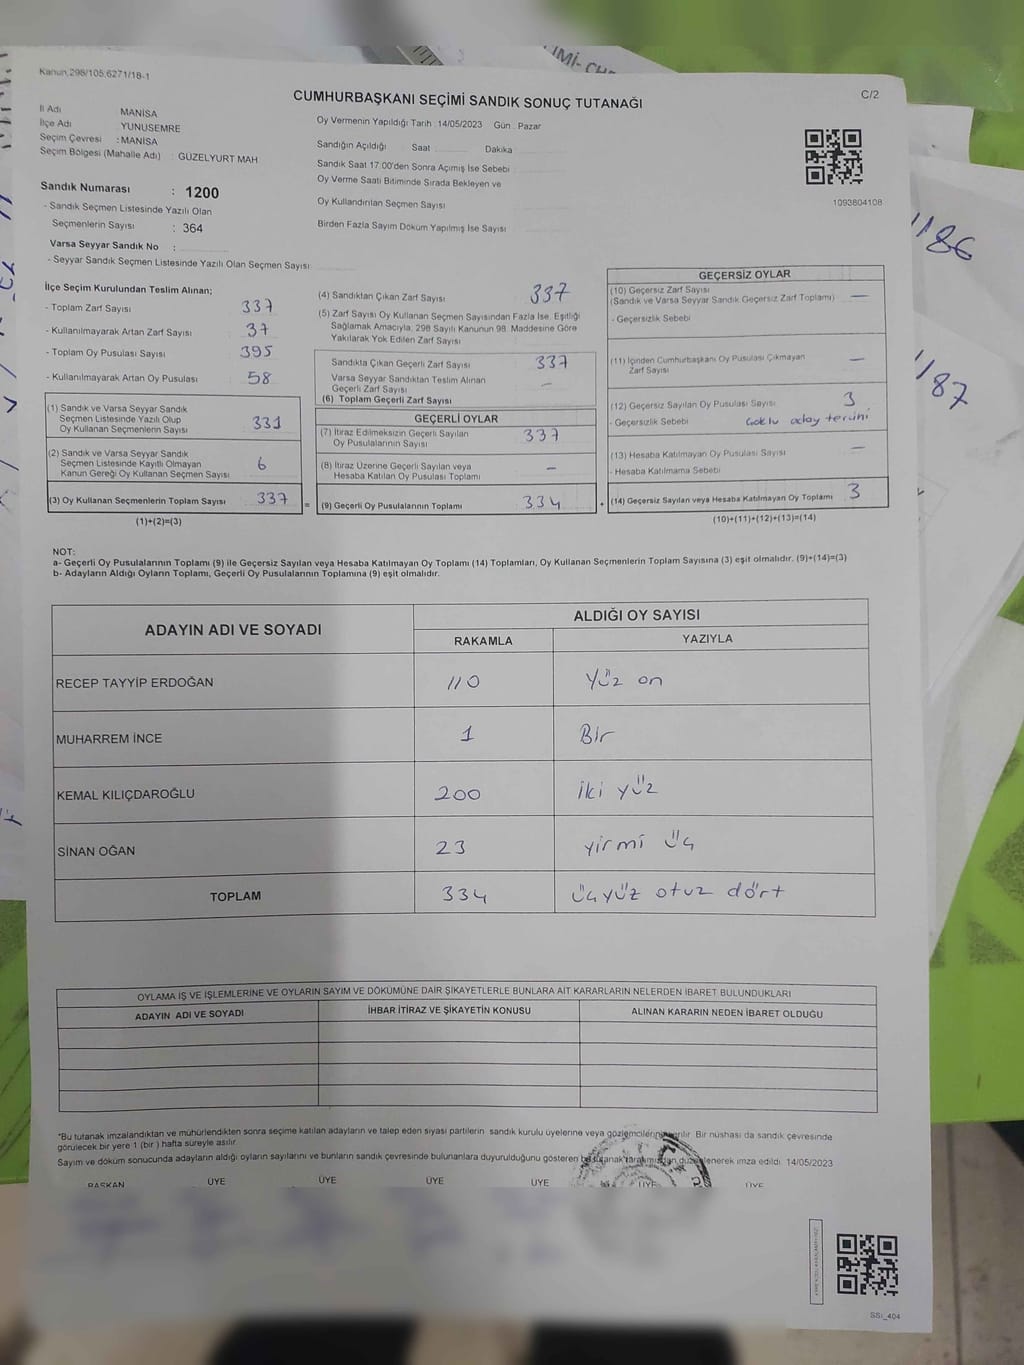 Kanun,298/105;6271/18-1
C/2
CUMHURBAŞKANI SEÇİMİ SANDIK SONUÇ TUTANAĞI
İl Adı MANİSA
İlçe Adı YUNUSEMRE
Seçim Çevresi : MANİSA
Seçim Bölgesi (Mahalle Adı) : GÜZELYURT MAH
Sandık Numarası : 1200
- Sandık Seçmen Listesinde Yazılı Olan
Seçmenlerin Sayısı : 364
Varsa Seyyar Sandık No :
- Seyyar Sandık Seçmen Listesinde Yazılı Olan Seçmen Sayısı
Oy Vermenin Yapıldığı Tarih : 14/05/2023 Gün : Pazar
Sandığın Açıldığı Saat Dakika
Sandık Saat 17:00'den Sonra Açımış İse Sebebi
Oy Verme Saati Bitiminde Sırada Bekleyen ve
Oy Kullandırılan Seçmen Sayısı
Birden Fazla Sayım Döküm Yapılmış İse Sayısı
1093804108
1186
1187
İlçe Seçim Kurulundan Teslim Alınan;
- Toplam Zarf Sayısı 337
- Kullanılmayarak Artan Zarf Sayısı 37
- Toplam Oy Pusulası Sayısı 395
- Kullanılmayarak Artan Oy Pusulası 58
(1) Sandık ve Varsa Seyyar Sandık
Seçmen Listesinde Yazılı Olup
Oy Kullanan Seçmenlerin Sayısı 331
(2) Sandık ve Varsa Seyyar Sandık
Seçmen Listesinde Kayıtlı Olmayan
Kanun Gereği Oy Kullanan Seçmen Sayısı 6
(3) Oy Kullanan Seçmenlerin Toplam Sayısı 337
(1)+(2)=(3)
(4) Sandıktan Çıkan Zarf Sayısı 337
(5) Zarf Sayısı Oy Kullanan Seçmen Sayısından Fazla İse, Eşitliği
Sağlamak Amacıyla, 298 Sayılı Kanunun 98. Maddesine Göre
Yakılarak Yok Edilen Zarf Sayısı
Sandıkta Çıkan Geçerli Zarf Sayısı 337
Varsa Seyyar Sandıktan Teslim Alınan
Geçerli Zarf Sayısı –
(6) Toplam Geçerli Zarf Sayısı
GEÇERLİ OYLAR
(7) İtiraz Edilmeksizin Geçerli Sayılan
Oy Pusulalarının Sayısı 337
(8) İtiraz Üzerine Geçerli Sayılan veya
Hesaba Katılan Oy Pusulası Toplamı –
= (9) Geçerli Oy Pusulalarının Toplamı 334 +
GEÇERSİZ OYLAR
(10) Geçersiz Zarf Sayısı
(Sandık ve Varsa Seyyar Sandık Geçersiz Zarf Toplamı) —
- Geçersizlik Sebebi
(11) İçinden Cumhurbaşkanı Oy Pusulası Çıkmayan
Zarf Sayısı —
(12) Geçersiz Sayılan Oy Pusulası Sayısı 3
- Geçersizlik Sebebi Çoklu aday tercihi
(13) Hesaba Katılmayan Oy Pusulası Sayısı —
- Hesaba Katılmama Sebebi
(14) Geçersiz Sayılan veya Hesaba Katılmayan Oy Toplamı 3
(10)+(11)+(12)+(13)=(14)
NOT:
a- Geçerli Oy Pusulalarının Toplamı (9) ile Geçersiz Sayılan veya Hesaba Katılmayan Oy Toplamı (14) Toplamları, Oy Kullanan Seçmenlerin Toplam Sayısına (3) eşit olmalıdır. (9)+(14)=(3)
b- Adayların Aldığı Oyların Toplamı, Geçerli Oy Pusulalarının Toplamına (9) eşit olmalıdır.
ADAYIN ADI VE SOYADI ALDIĞI OY SAYISI
RAKAMLA YAZIYLA
RECEP TAYYİP ERDOĞAN 110 Yüz on
MUHARREM İNCE 1 Bir
KEMAL KILIÇDAROĞLU 200 iki yüz
SİNAN OĞAN 23 yirmi üç
TOPLAM 334 üçyüz otuz dört
OYLAMA İŞ VE İŞLEMLERİNE VE OYLARIN SAYIM VE DÖKÜMÜNE DAİR ŞİKAYETLERLE BUNLARA AİT KARARLARIN NELERDEN İBARET BULUNDUKLARI
ADAYIN ADI VE SOYADI İHBAR İTİRAZ VE ŞİKAYETİN KONUSU ALINAN KARARIN NEDEN İBARET OLDUĞU
*Bu tutanak imzalandıktan ve mühürlendikten sonra seçime katılan adayların ve talep eden siyasi partilerin sandık kurulu üyelerine veya gözlemcilerine verilir. Bir nüshası da sandık çevresinde
görülecek bir yere 1 (bir ) hafta süreyle asılır.
Sayım ve döküm sonucunda adayların aldığı oyların sayılarını ve bunların sandık çevresinde bulunanlara duyurulduğunu gösteren bu tutanak tarafımızdan düzenlenerek imza edildi. 14/05/2023
BAŞKAN ÜYE ÜYE ÜYE ÜYE ÜYE ÜYE
SSI_404